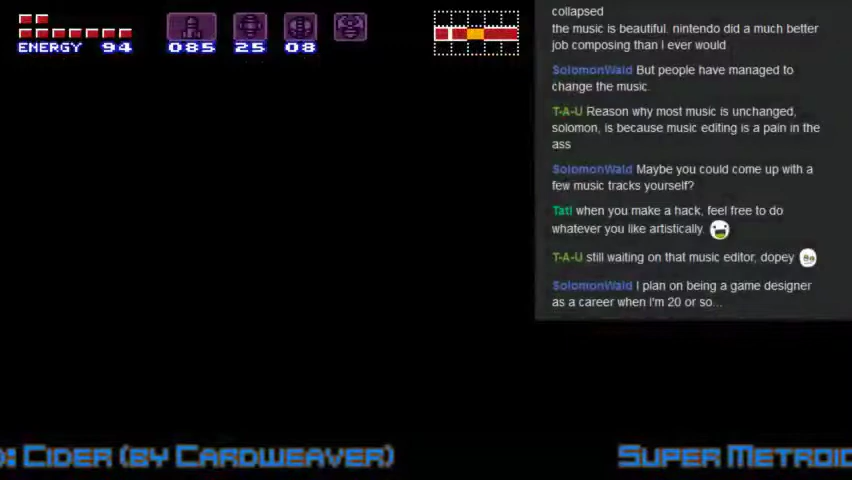 ENERGY 94
085 25 08
collapsed
the music is beautiful. nintendo did a much better
job composing than I ever would
SolomonWald But people have managed to
change the music.
T-A-U Reason why most music is unchanged,
solomon, is because music editing is a pain in the
ass
SolomonWald Maybe you could come up with a
few music tracks yourself?
Tati when you make a hack, feel free to do
whatever you like artistically.
T-A-U still waiting on that music editor, dopey
SolomonWald I plan on being a game designer
as a career when I'm 20 or so...
: Cider (by Cardweaver)
Super Metroid